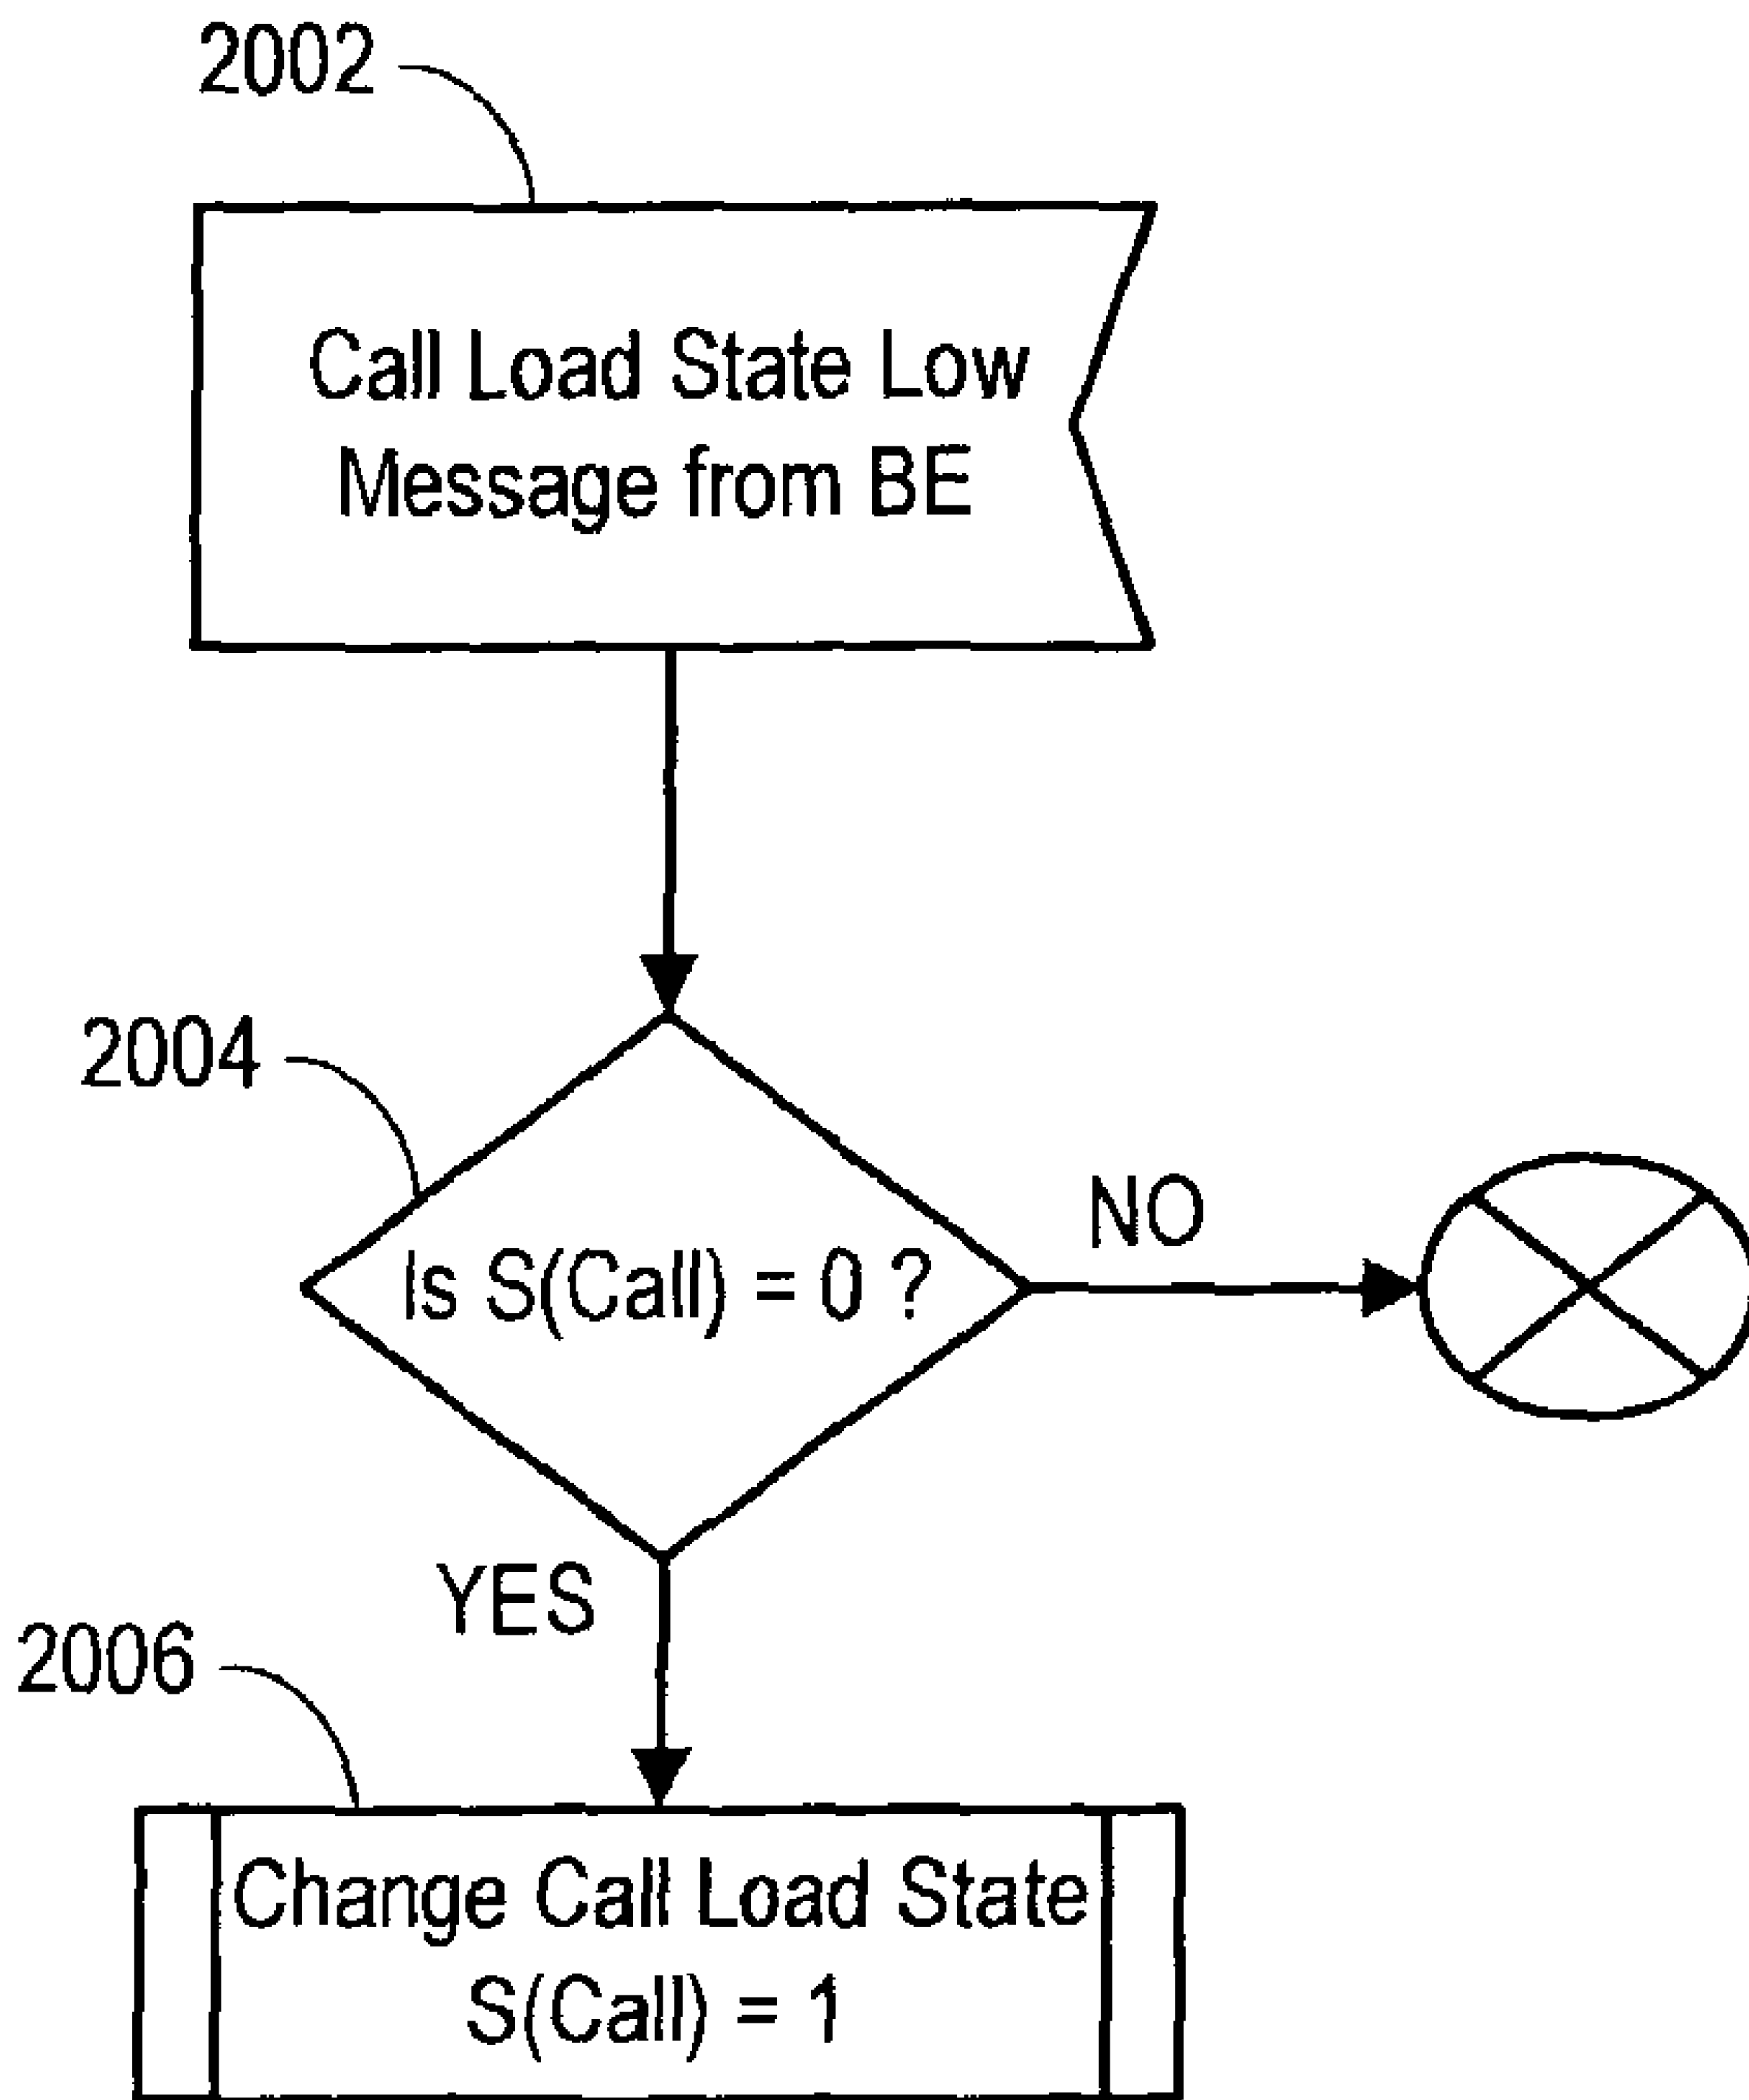 2002
Call Load State Low
Message from BE
2004
Is S(Call) = 0 ?
NO
YES
2006
Change Call Load State
S(Call) = 1